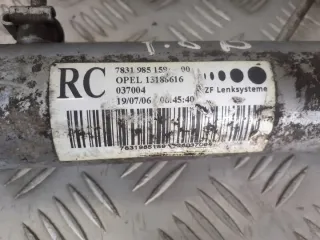 RC
7831 985 159 00
OPEL 13186616
037004
19/07/06 06:45:40
ZF Lenksysteme